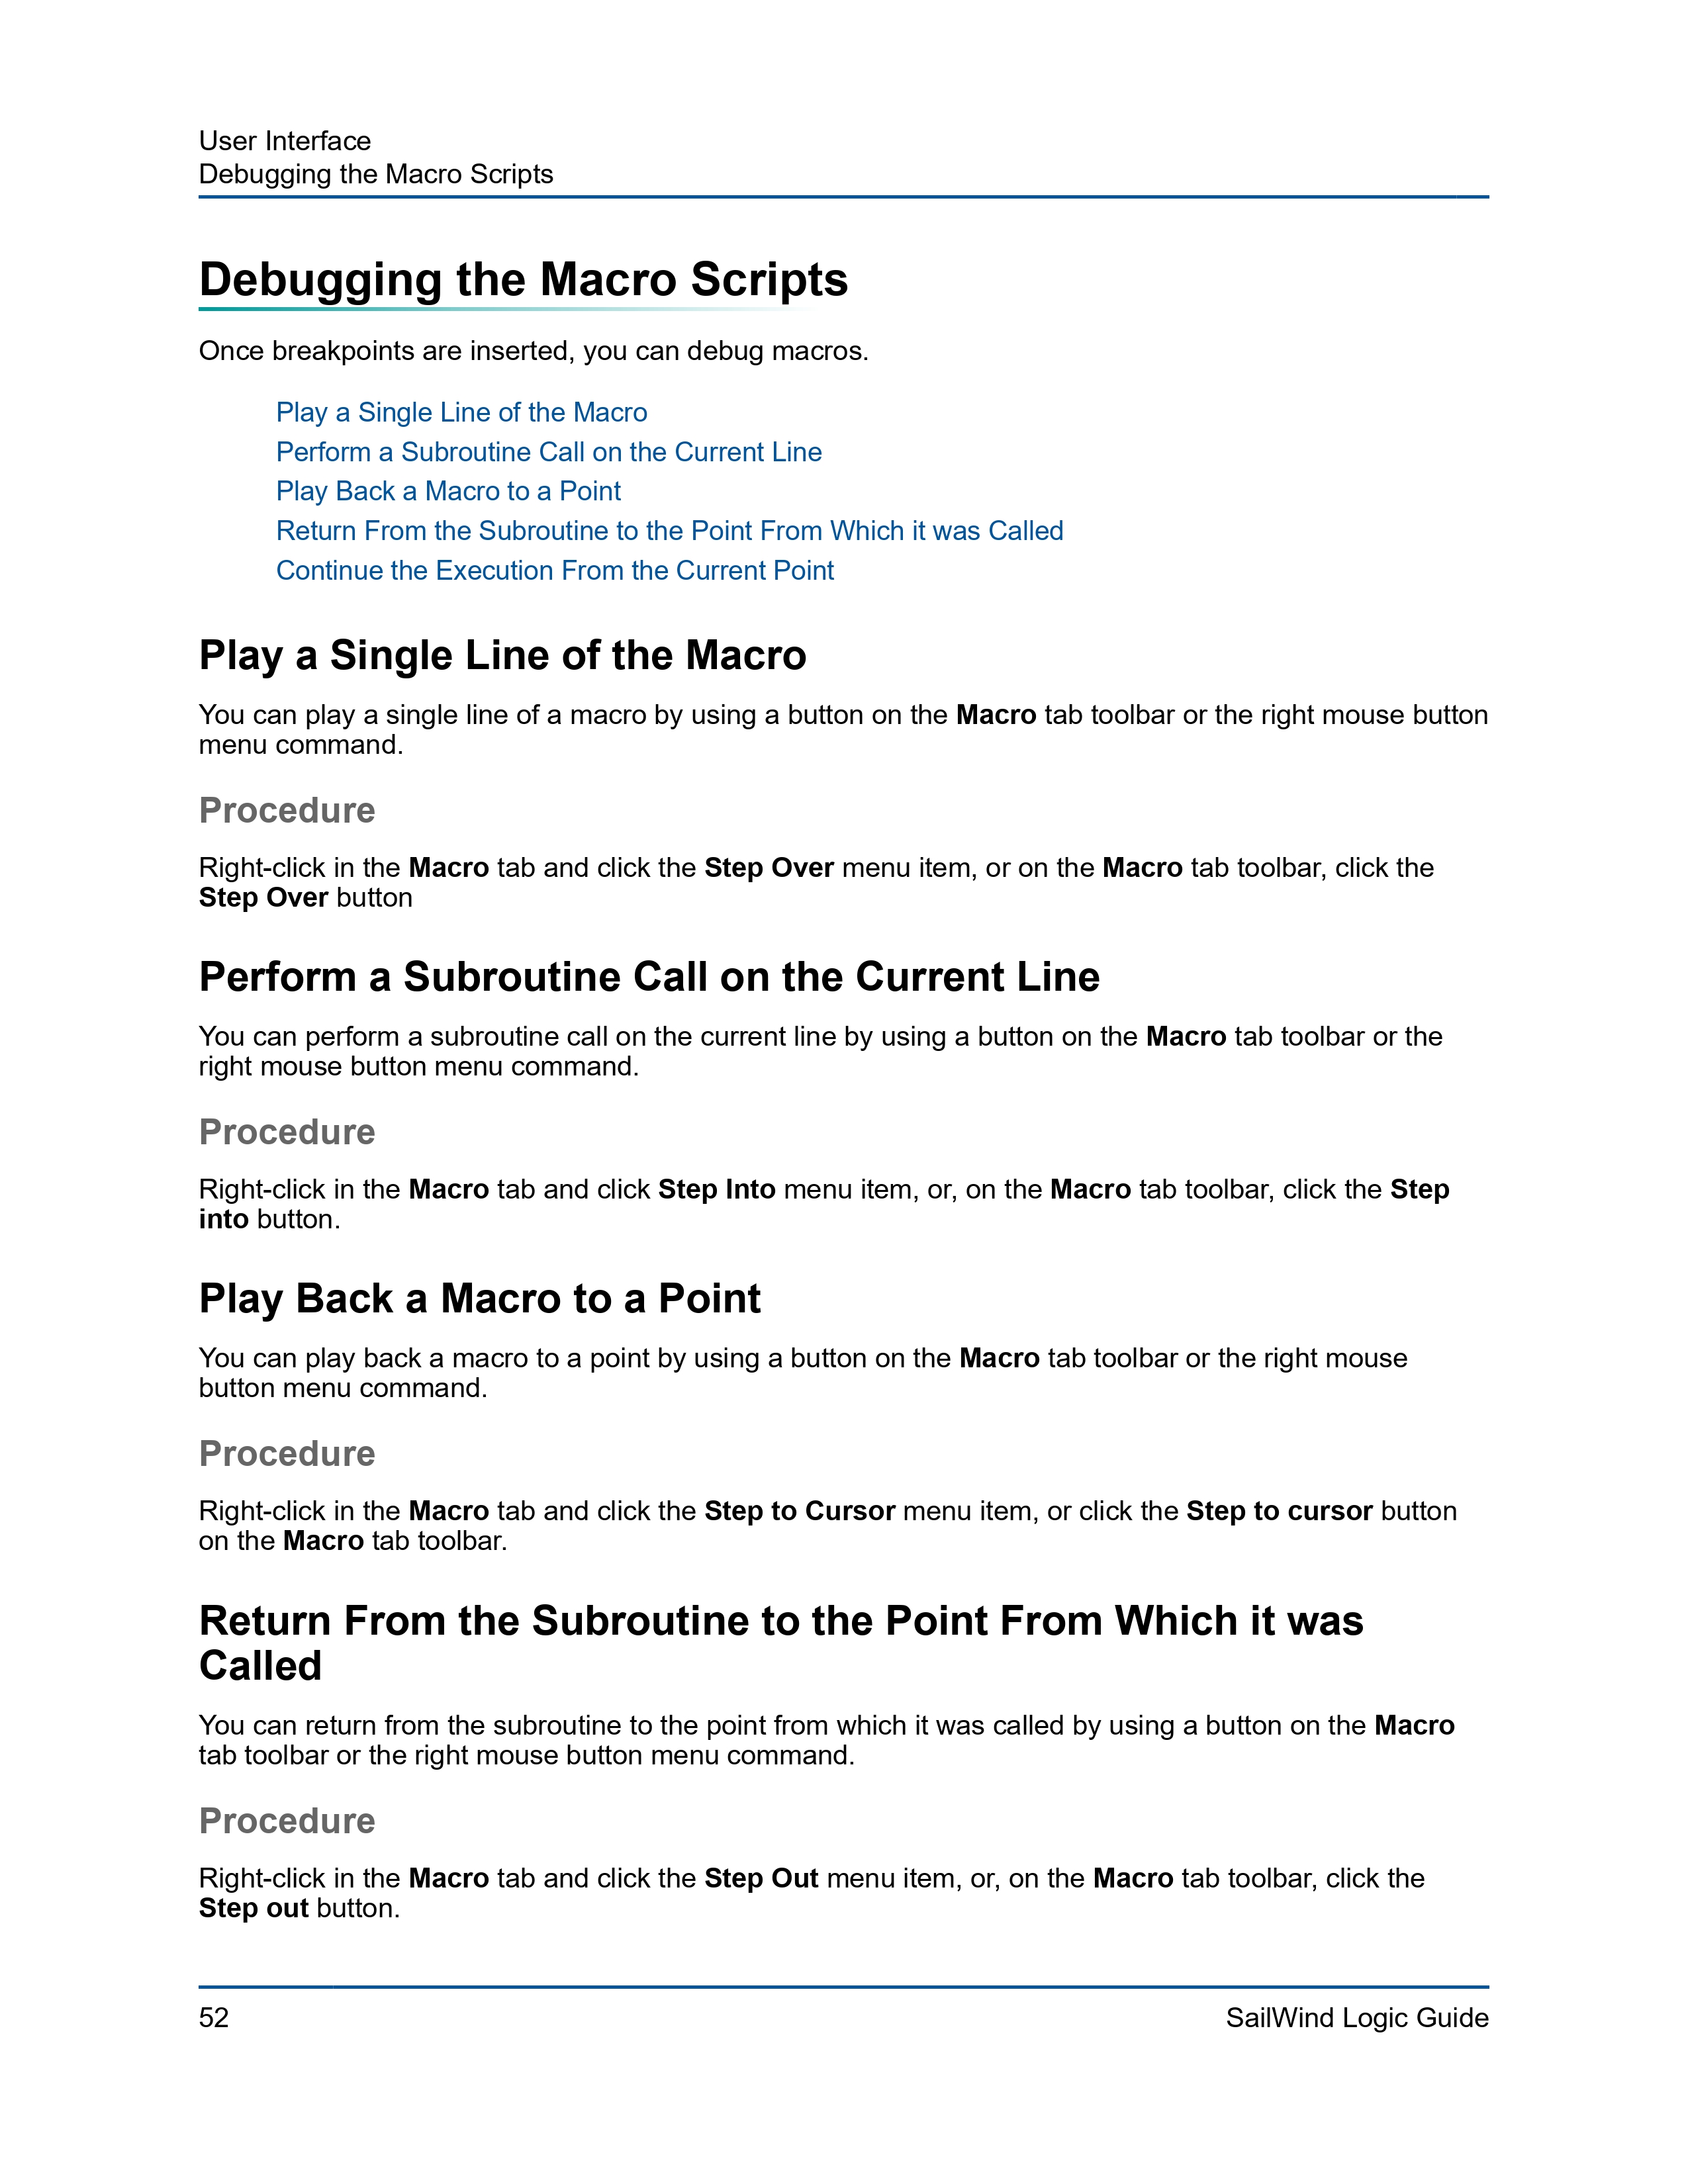 User Interface
Debugging the Macro Scripts
Debugging the Macro Scripts
Once breakpoints are inserted, you can debug macros.
Play a Single Line of the Macro
Perform a Subroutine Call on the Current Line
Play Back a Macro to a Point
Return From the Subroutine to the Point From Which it was Called
Continue the Execution From the Current Point
Play a Single Line of the Macro
You can play a single line of a macro by using a button on the Macro tab toolbar or the right mouse button
menu command.
Procedure
Right-click in the Macro tab and click the Step Over menu item, or on the Macro tab toolbar, click the
Step Over button
Perform a Subroutine Call on the Current Line
You can perform a subroutine call on the current line by using a button on the Macro tab toolbar or the
right mouse button menu command.
Procedure
Right-click in the Macro tab and click Step Into menu item, or, on the Macro tab toolbar, click the Step
into button.
Play Back a Macro to a Point
You can play back a macro to a point by using a button on the Macro tab toolbar or the right mouse
button menu command.
Procedure
Right-click in the Macro tab and click the Step to Cursor menu item, or click the Step to cursor button
on the Macro tab toolbar.
Return From the Subroutine to the Point From Which it was
Called
You can return from the subroutine to the point from which it was called by using a button on the Macro
tab toolbar or the right mouse button menu command.
Procedure
Right-click in the Macro tab and click the Step Out menu item, or, on the Macro tab toolbar, click the
Step out button.
52
SailWind Logic Guide